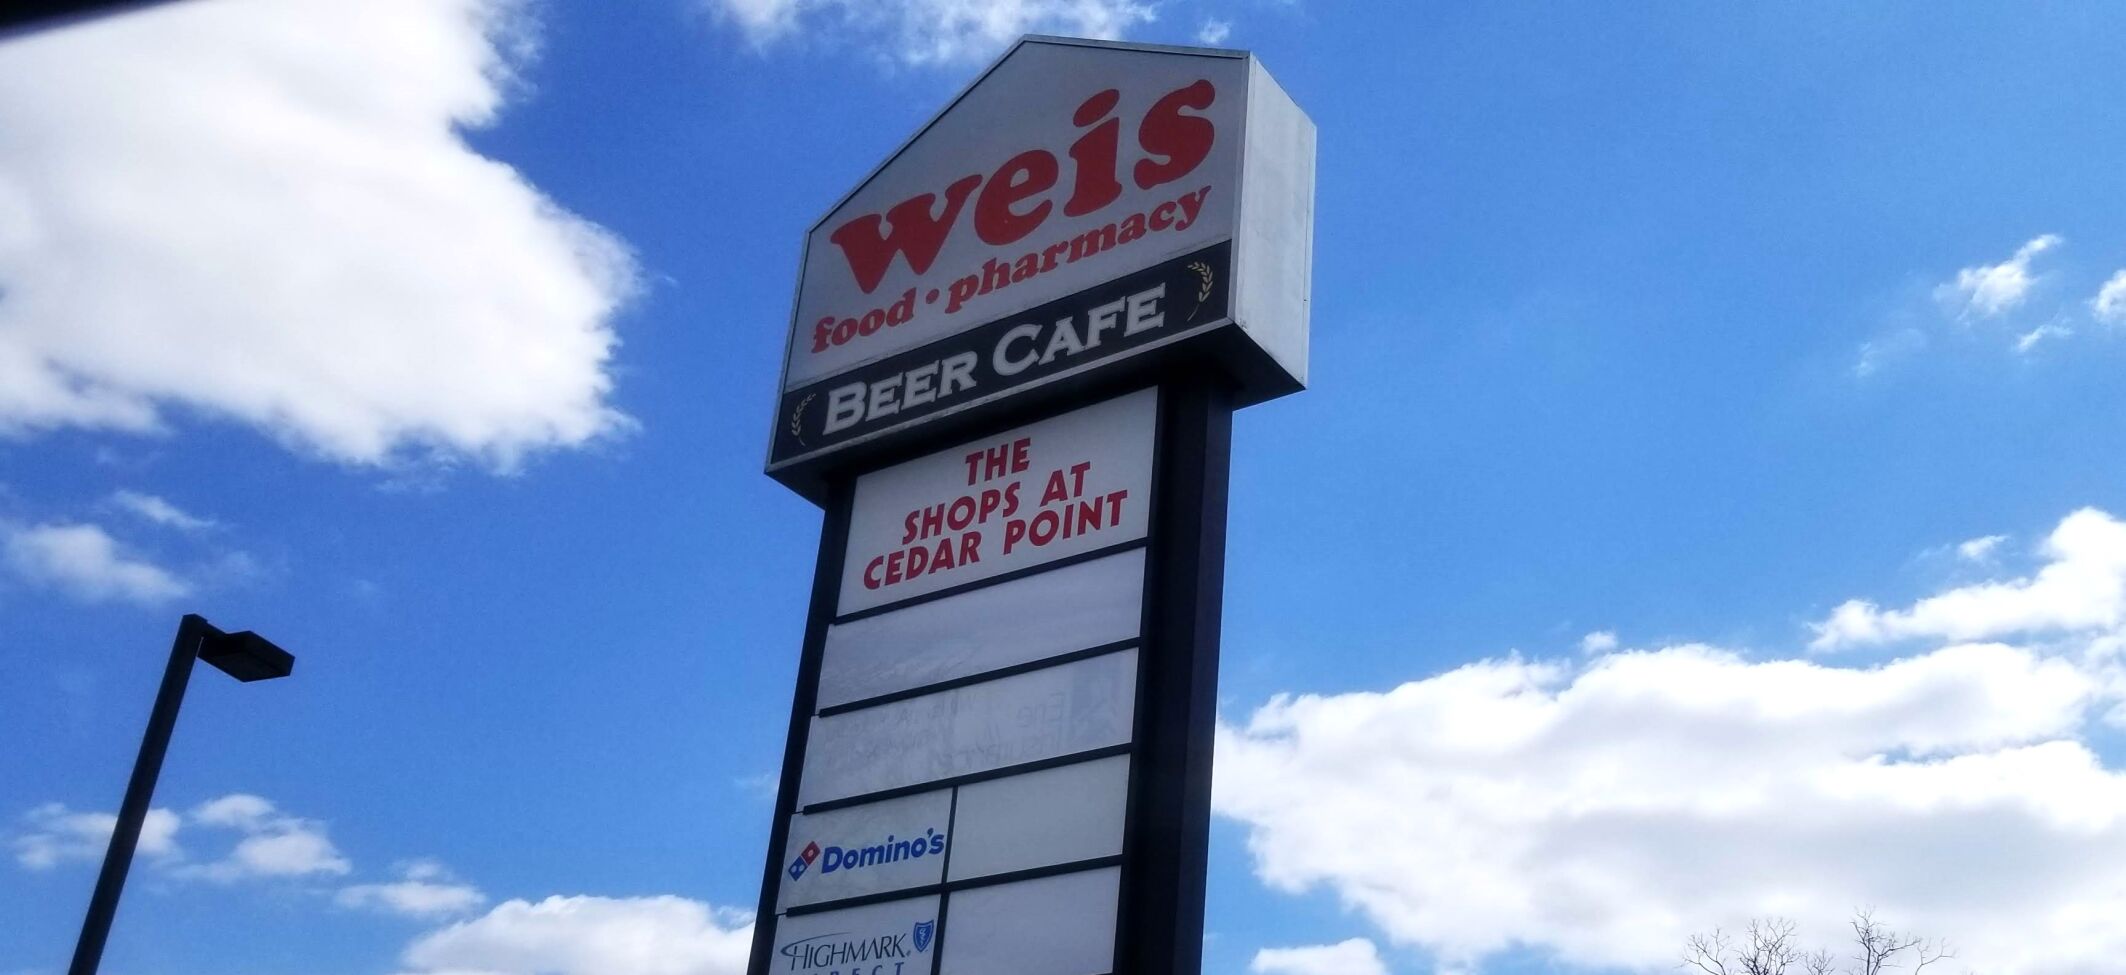 weis
food • pharmacy
BEER CAFE
THE
SHOPS AT
CEDAR POINT
Domino's
HIGHMARK